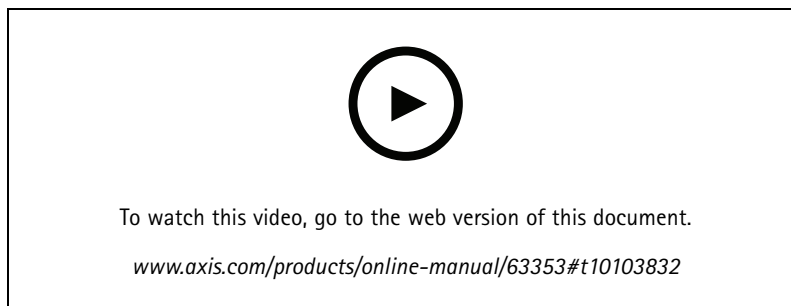 To watch this video, go to the web version of this document.
www.axis.com/products/online-manual/63353#t10103832